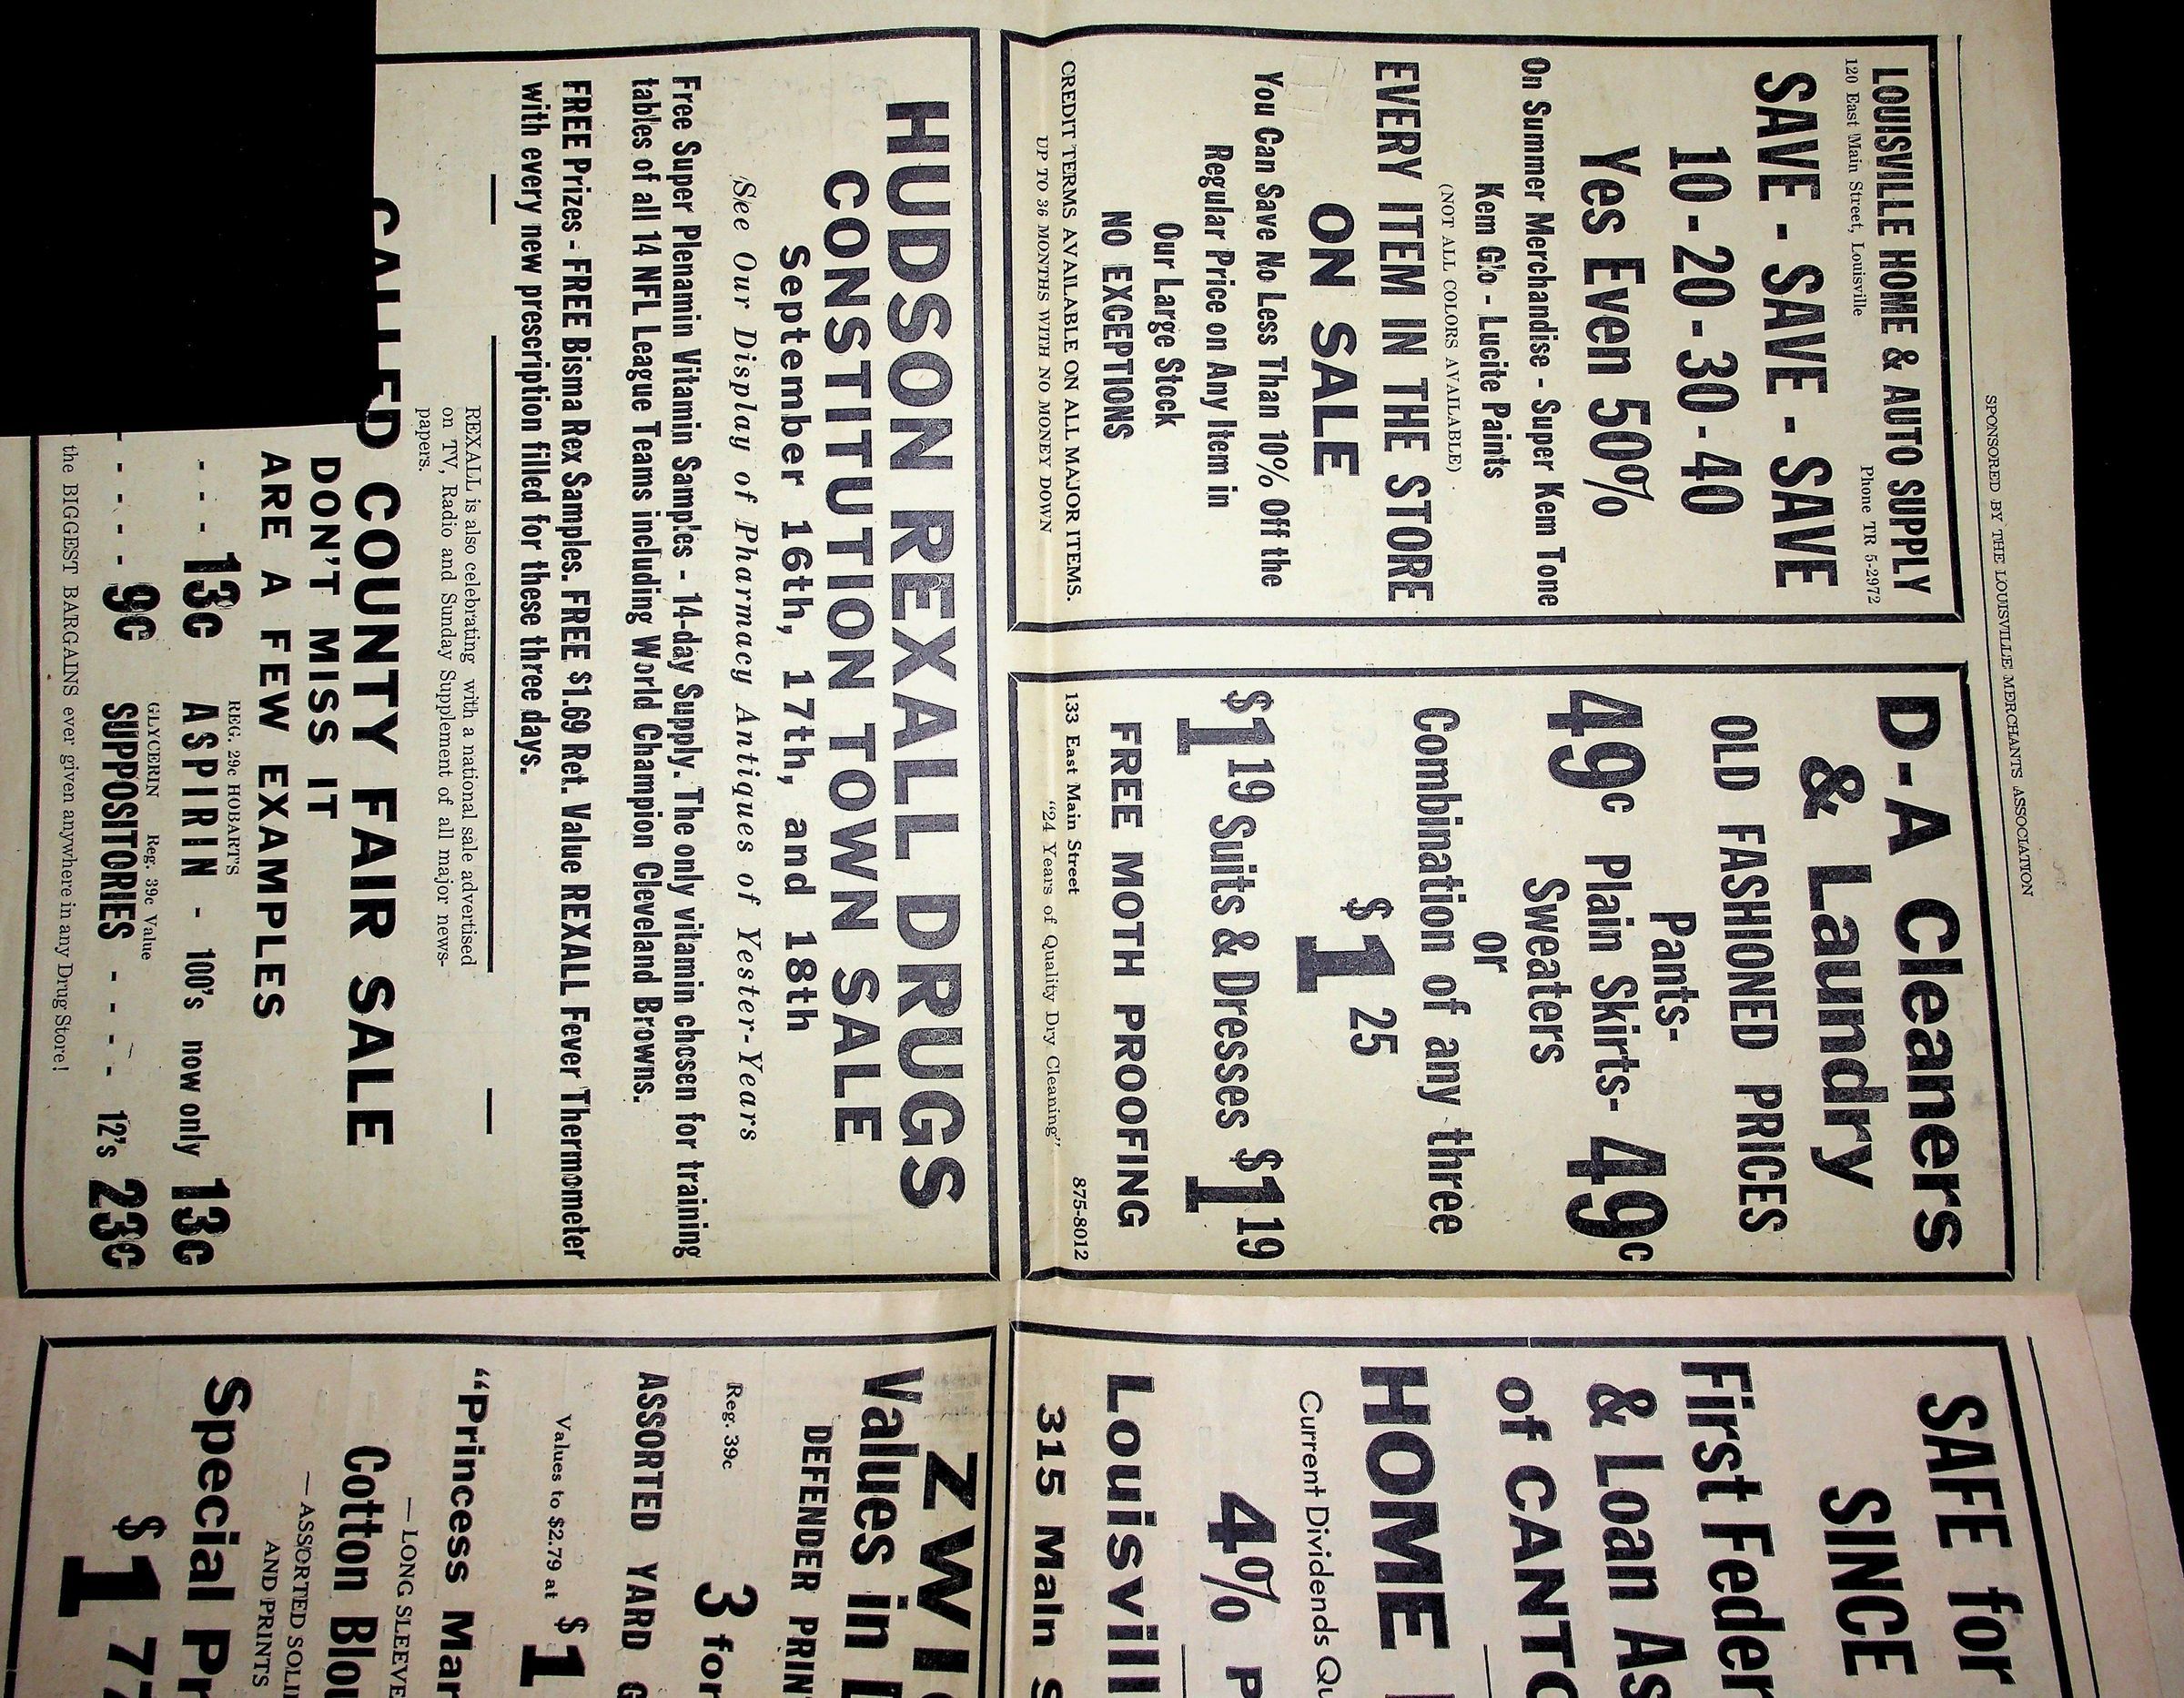 SPONSORED BY THE LOUISVILLE MERCHANTS ASSOCIATION
LOUISVILLE HOME & AUTO SUPPLY
120 East Main Street, Louisville Phone TR 5-2972
SAVE - SAVE - SAVE
10 - 20 - 30 - 40
Yes Even 50%
On Summer Merchandise - Super Kem Tone
Kem Glo - Lucite Paints
(NOT ALL COLORS AVAILABLE)
EVERY ITEM IN THE STORE
ON SALE
You Can Save No Less Than 10% Off the
Regular Price on Any Item in
Our Large Stock
NO EXCEPTIONS
CREDIT TERMS AVAILABLE ON ALL MAJOR ITEMS.
UP TO 36 MONTHS WITH NO MONEY DOWN
D-A Cleaners
& Laundry
OLD FASHIONED PRICES
Pants-
49c Plain Skirts- 49c
or
Sweaters
Combination of any three
$1 25
$1 19 Suits & Dresses $1 19
FREE MOTH PROOFING
133 East Main Street 875-8012
"24 Years of Quality Dry Cleaning"
SAFE for
SINCE
First Feder
& Loan As
of CANTO
HOME
Current Dividends Qu
4% P
Louisvill
315 Main S
HUDSON REXALL DRUGS
CONSTITUTION TOWN SALE
September 16th, 17th, and 18th
See Our Display of Pharmacy Antiques of Yester-Years
Free Super Plenamin Vitamin Samples - 14-day Supply. The only vitamin chosen for training
tables of all 14 NFL League Teams including World Champion Cleveland Browns.
FREE Prizes - FREE Bisma Rex Samples. FREE $1.69 Ret. Value REXALL Fever Thermometer
with every new prescription filled for these three days.
REXALL is also celebrating with a national sale advertised
on TV, Radio and Sunday Supplement of all major news-
papers.
CALLED COUNTY FAIR SALE
DON'T MISS IT
ARE A FEW EXAMPLES
REG. 29c HOBART'S
- - - 13c ASPIRIN - 100's now only 13c
GLYCERIN Reg. 39c Value
- - - - 9c SUPPOSITORIES - - - - 12's 23c
the BIGGEST BARGAINS ever given anywhere in any Drug Store!
ZWIC
Values in
DEFENDER PRIN
Reg. 39c 3 for
ASSORTED YARD G
Values to $2.79 at $1
"Princess Mar
— LONG SLEEVE
Cotton Blou
— ASSORTED SOLI
AND PRINTS
Special Pr
$1 77